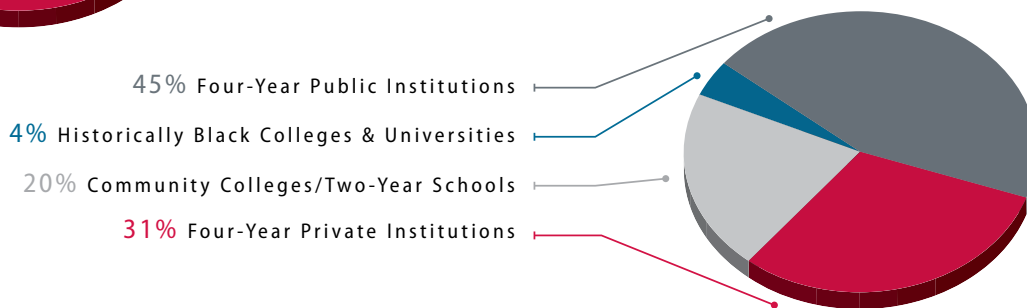 45% Four-Year Public Institutions
4% Historically Black Colleges & Universities
20% Community Colleges/Two-Year Schools
31% Four-Year Private Institutions